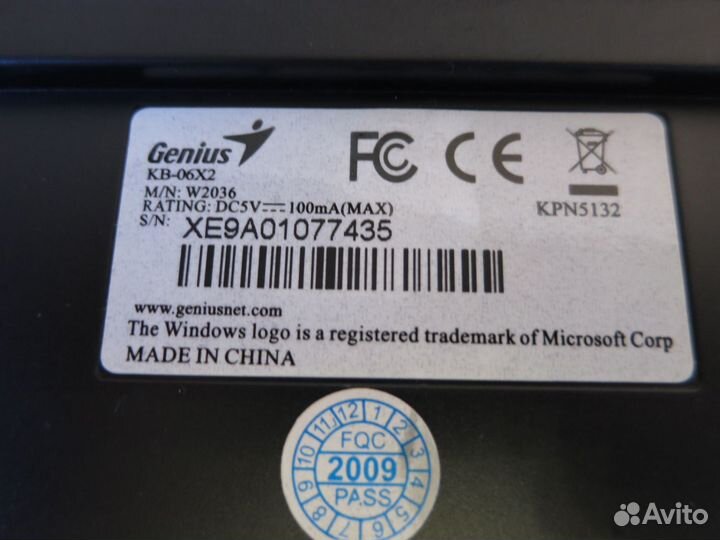 Genius
KB-06X2
M/N: W2036
RATING: DC5V⎓100mA(MAX)
S/N: XE9A01077435
FC CE
KPN5132
www.geniusnet.com
The Windows logo is a registered trademark of Microsoft Corp
MADE IN CHINA
11 12 1 2 3 4 5 6 7 8 9 10
FQC
2009
PASS
Avito